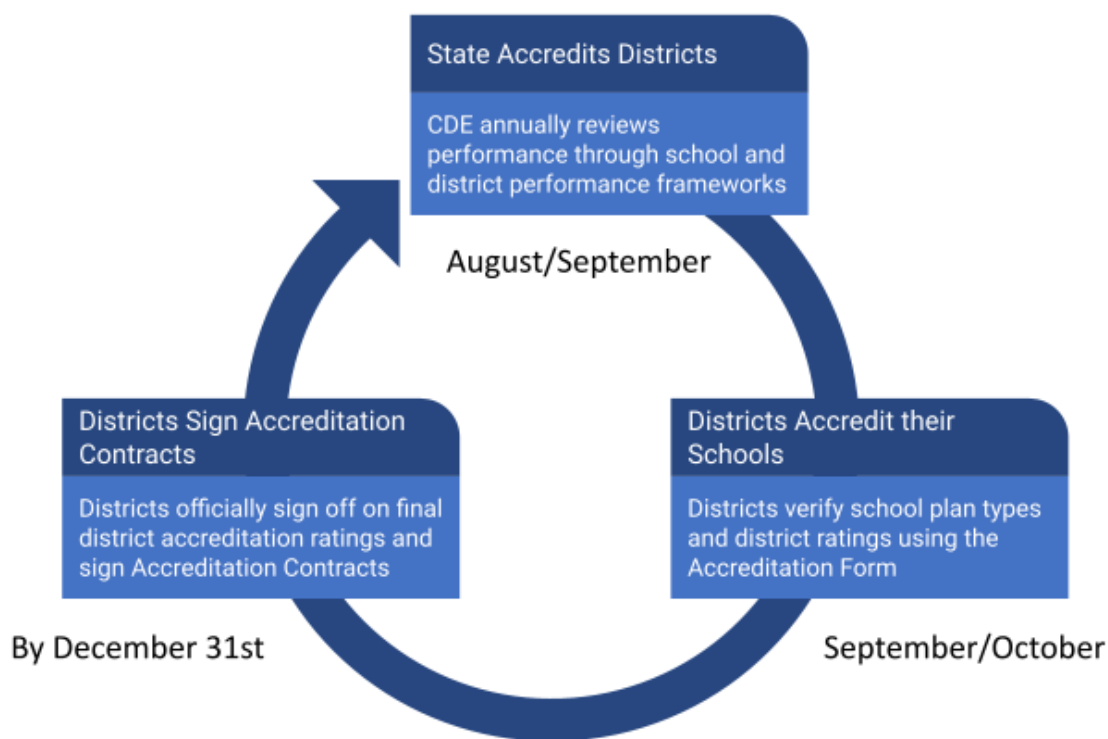 State Accredits Districts
CDE annually reviews
performance through school and
district performance frameworks
August/September
Districts Accredit their
Schools
Districts verify school plan types
and district ratings using the
Accreditation Form
September/October
Districts Sign Accreditation
Contracts
Districts officially sign off on final
district accreditation ratings and
sign Accreditation Contracts
By December 31st